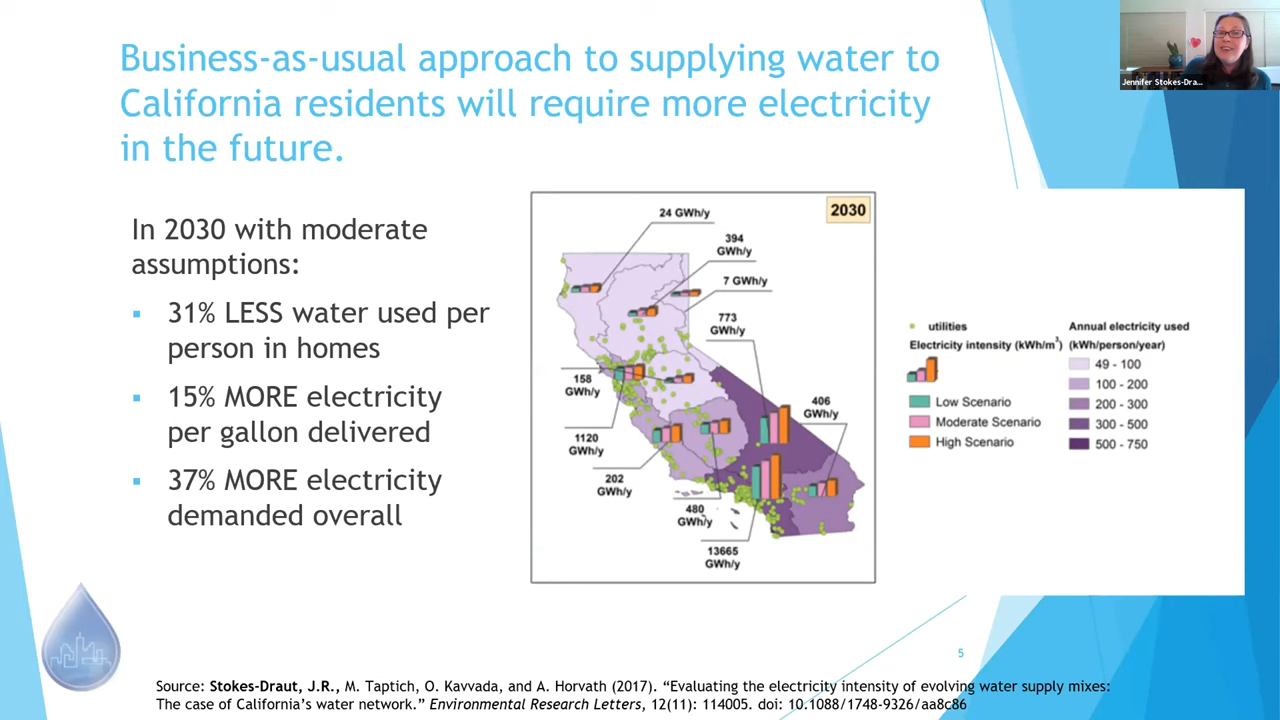 Business-as-usual approach to supplying water to
California residents will require more electricity
in the future.
Jennifer Stokes-Dra...
In 2030 with moderate
assumptions:
31% LESS water used per
person in homes
15% MORE electricity
per gallon delivered
37% MORE electricity
demanded overall
2030
24 GWh/y
394
GWh/y
7 GWh/y
773
GWh/y
158
GWh/y
406
GWh/y
1120
GWh/y
202
GWh/y
480
GWh/y
13665
GWh/y
utilities
Electricity intensity (kWh/m³)
Low Scenario
Moderate Scenario
High Scenario
Annual electricity used
(kWh/person/year)
49 - 100
100 - 200
200 - 300
300 - 500
500 - 750
5
Source: Stokes-Draut, J.R., M. Taptich, O. Kavvada, and A. Horvath (2017). “Evaluating the electricity intensity of evolving water supply mixes:
The case of California’s water network.” Environmental Research Letters, 12(11): 114005. doi: 10.1088/1748-9326/aa8c86